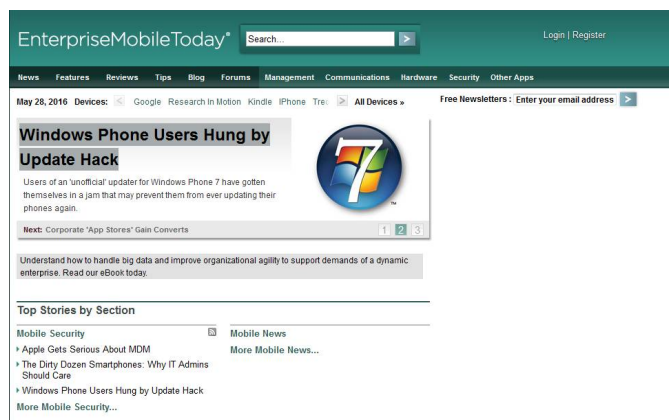 EnterpriseMobileToday®
Search...
Login | Register
News Features Reviews Tips Blog Forums Management Communications Hardware Security Other Apps
May 28, 2016 Devices: < Google Research In Motion Kindle IPhone > All Devices »
Free Newsletters : Enter your email address >
Windows Phone Users Hung by
Update Hack
Users of an 'unofficial' updater for Windows Phone 7 have gotten
themselves in a jam that may prevent them from ever updating their
phones again.
7
™
Next: Corporate 'App Stores' Gain Converts
1 2 3
Understand how to handle big data and improve organizational agility to support demands of a dynamic
enterprise. Read our eBook today.
Top Stories by Section
Mobile Security
Apple Gets Serious About MDM
The Dirty Dozen Smartphones: Why IT Admins
Should Care
Windows Phone Users Hung by Update Hack
More Mobile Security...
Mobile News
More Mobile News...